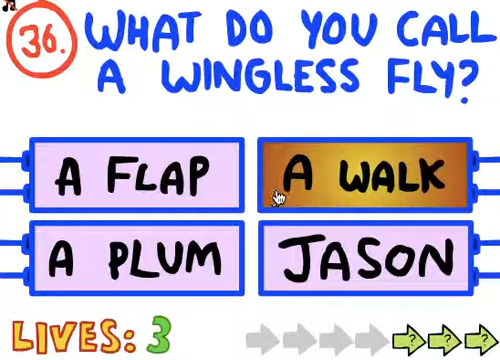 36.
WHAT DO YOU CALL
A WINGLESS FLY?
A FLAP
A WALK
A PLUM
JASON
LIVES: 3
? ? ?